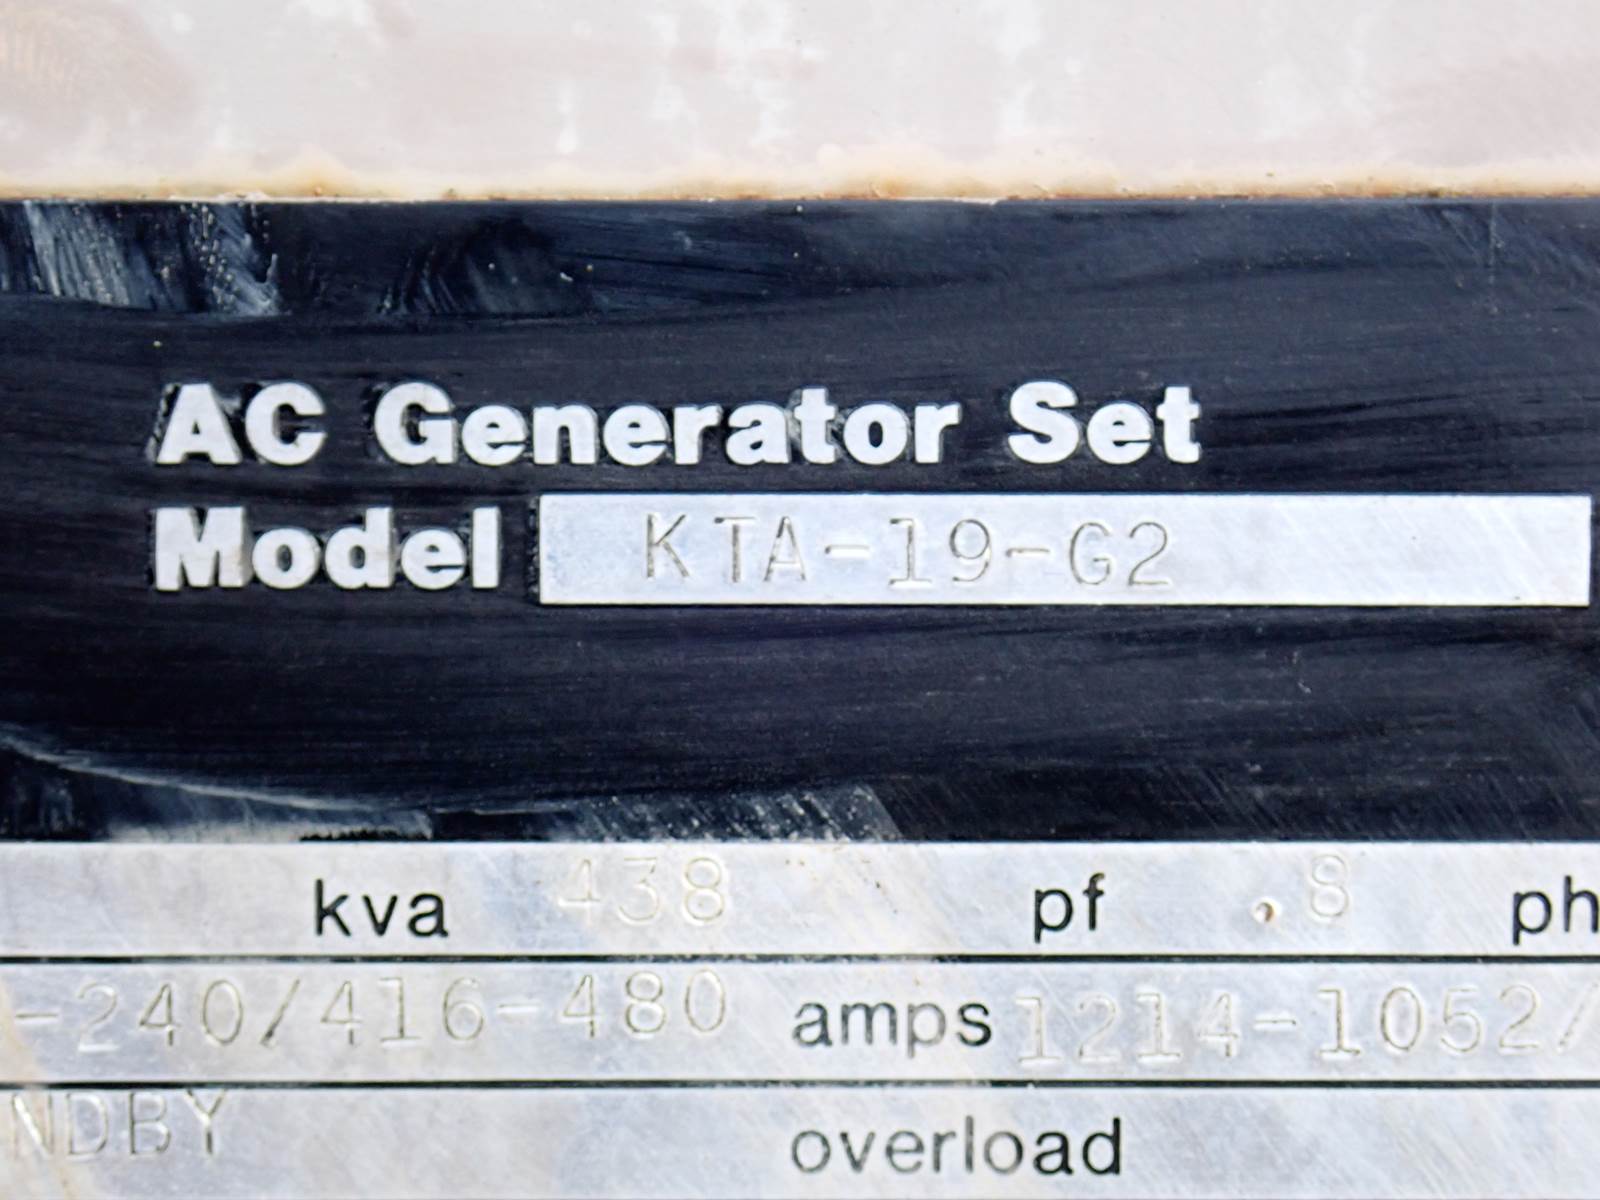 AC Generator Set
Model KTA-19-G2
kva 438 pf .8 ph
-240/416-480 amps 1214-1052/
NDBY overload